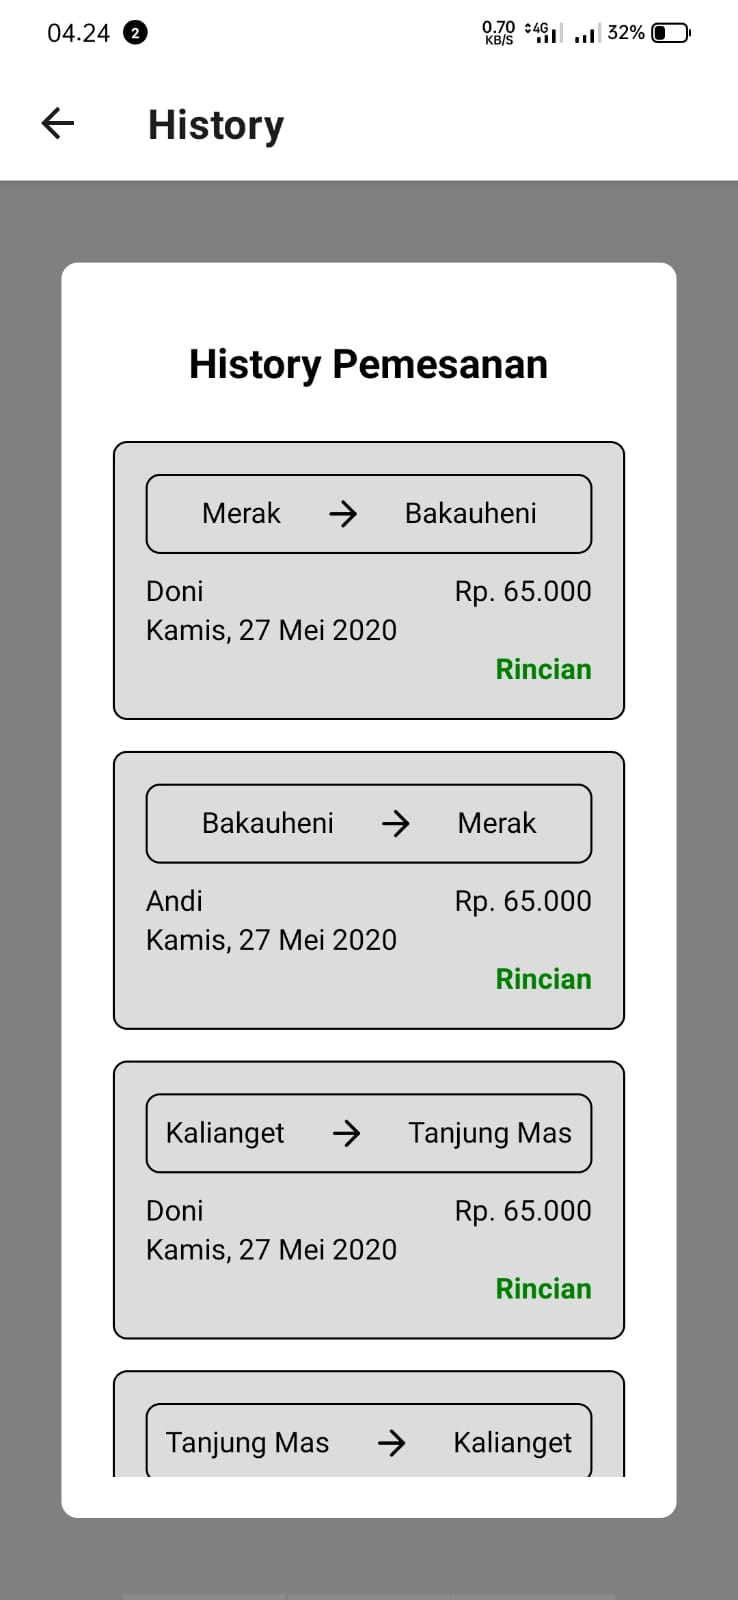 04.24 2 0.70 KB/S 4G 32%
History
History Pemesanan
Merak → Bakauheni
Doni Rp. 65.000
Kamis, 27 Mei 2020
Rincian
Bakauheni → Merak
Andi Rp. 65.000
Kamis, 27 Mei 2020
Rincian
Kalianget → Tanjung Mas
Doni Rp. 65.000
Kamis, 27 Mei 2020
Rincian
Tanjung Mas → Kalianget